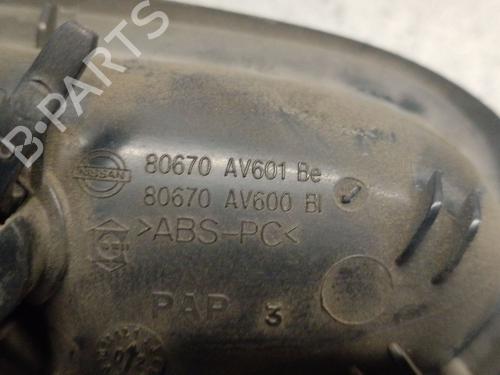 B-PARTS
NISSAN
80670 AV601 Be
80670 AV600 Bl
>ABS-PC<
PAP 3